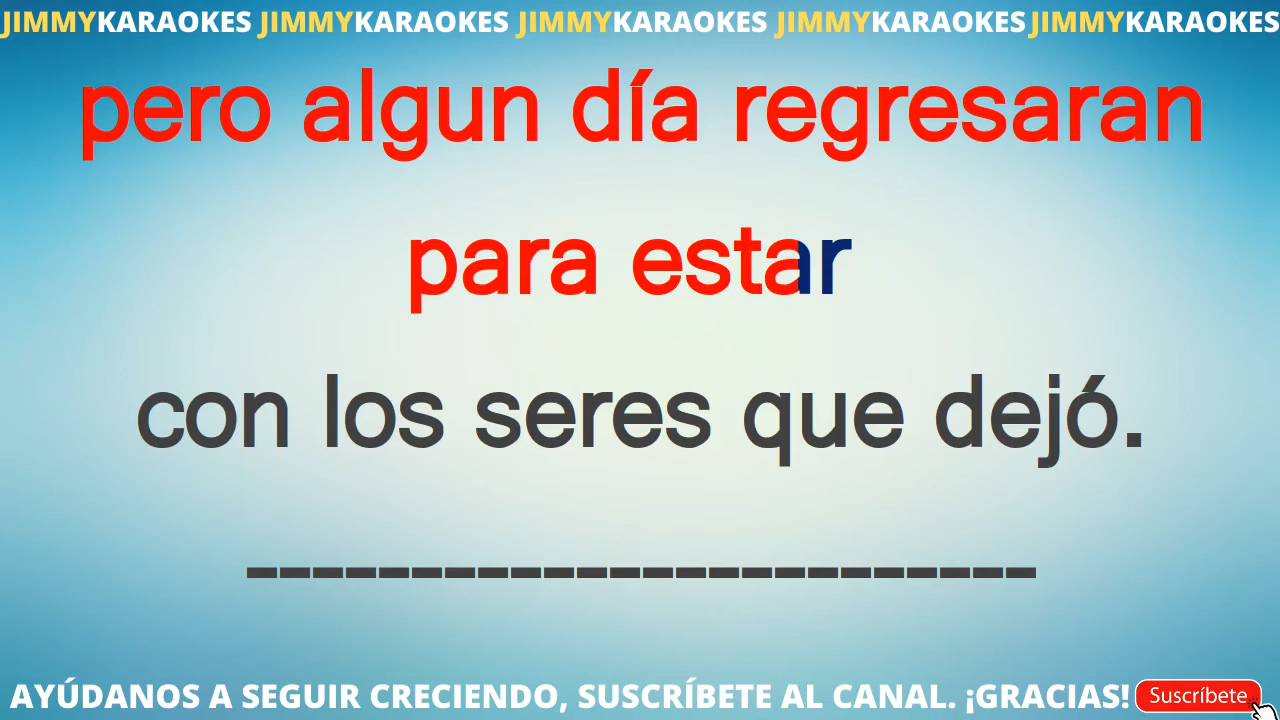 JIMMYKARAOKES JIMMYKARAOKES JIMMYKARAOKES JIMMYKARAOKES JIMMYKARAOKES
pero algun día regresaran
para estar
con los seres que dejó.
------------------------
AYÚDANOS A SEGUIR CRECIENDO, SUSCRÍBETE AL CANAL. ¡GRACIAS! Suscríbete